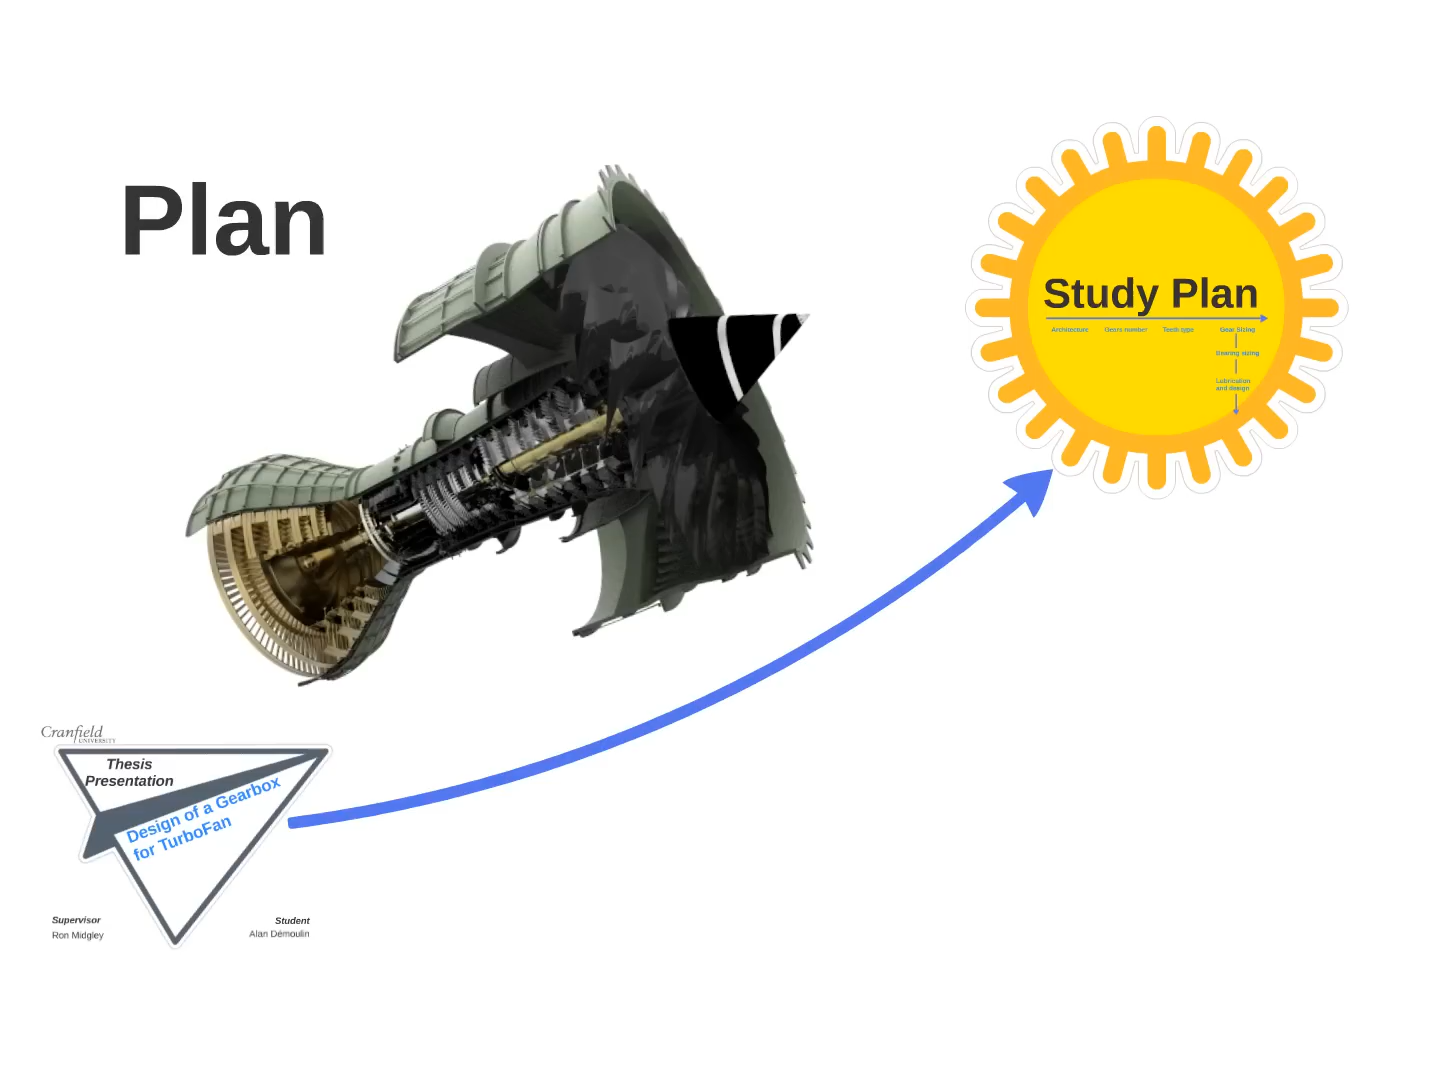 Plan
Study Plan
Architecture Gears number Teeth type Gear Sizing
Bearing sizing
Lubrication
and design
Cranfield
UNIVERSITY
Thesis
Presentation
Design of a Gearbox
for TurboFan
Supervisor
Ron Midgley
Student
Alan Démoulin